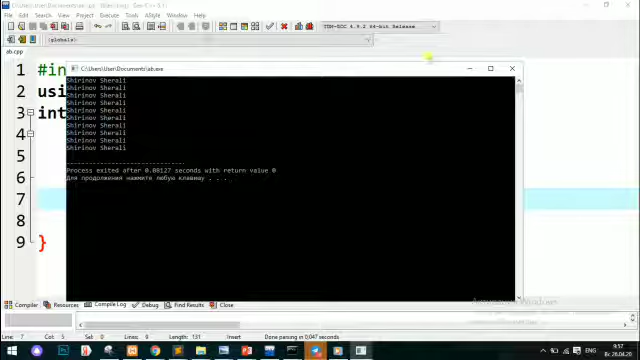 File Edit Search View Project Execute Tools AStyle Window Help
TDM-GCC 4.9.2 64-bit Release
(globals)
ab.cpp
C:\Users\User\Documents\ab.exe
1 #in
2 usi
3 int
4
7
8
9 }
Shirinov Sherali
Shirinov Sherali
Shirinov Sherali
Shirinov Sherali
Shirinov Sherali
Shirinov Sherali
Shirinov Sherali
Shirinov Sherali
Shirinov Sherali
Shirinov Sherali
--------------------------------
Process exited after 0.08127 seconds with return value 0
Для продолжения нажмите любую клавишу . . .
Windows
Compiler Resources Compile Log Debug Find Results Close
Line: 7 Col: 5 Sel: 0 Lines: 9 Length: 131 Insert Done parsing in 0,047 seconds
ENG
9:57
Вс, 26.04.20